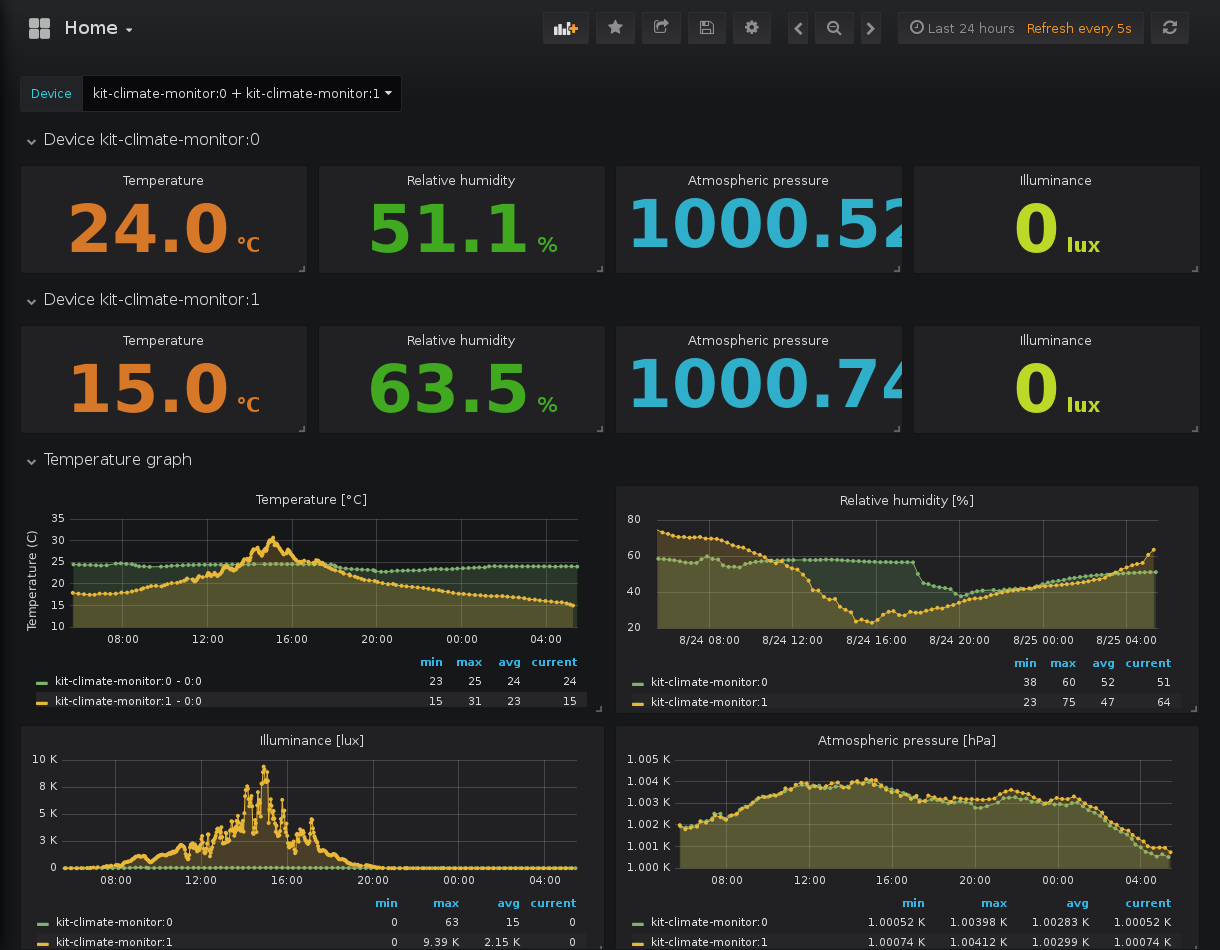 Home
Last 24 hours Refresh every 5s
Device kit-climate-monitor:0 + kit-climate-monitor:1
Device kit-climate-monitor:0
Temperature Relative humidity Atmospheric pressure Illuminance
24.0 °C 51.1 % 1000.52 0 lux
Device kit-climate-monitor:1
Temperature Relative humidity Atmospheric pressure Illuminance
15.0 °C 63.5 % 1000.74 0 lux
Temperature graph
Temperature [°C]
Temperature (C)
35
30
25
20
15
10
08:00 12:00 16:00 20:00 00:00 04:00
min max avg current
kit-climate-monitor:0 - 0:0 23 25 24 24
kit-climate-monitor:1 - 0:0 15 31 23 15
Relative humidity [%]
80
60
40
20
8/24 08:00 8/24 12:00 8/24 16:00 8/24 20:00 8/25 00:00 8/25 04:00
min max avg current
kit-climate-monitor:0 38 60 52 51
kit-climate-monitor:1 23 75 47 64
Illuminance [lux]
10 K
8 K
5 K
3 K
0
08:00 12:00 16:00 20:00 00:00 04:00
min max avg current
kit-climate-monitor:0 0 63 15 0
kit-climate-monitor:1 0 9.39 K 2.15 K 0
Atmospheric pressure [hPa]
1.005 K
1.004 K
1.003 K
1.002 K
1.001 K
1.000 K
08:00 12:00 16:00 20:00 00:00 04:00
min max avg current
kit-climate-monitor:0 1.00052 K 1.00398 K 1.00283 K 1.00052 K
kit-climate-monitor:1 1.00074 K 1.00412 K 1.00299 K 1.00074 K